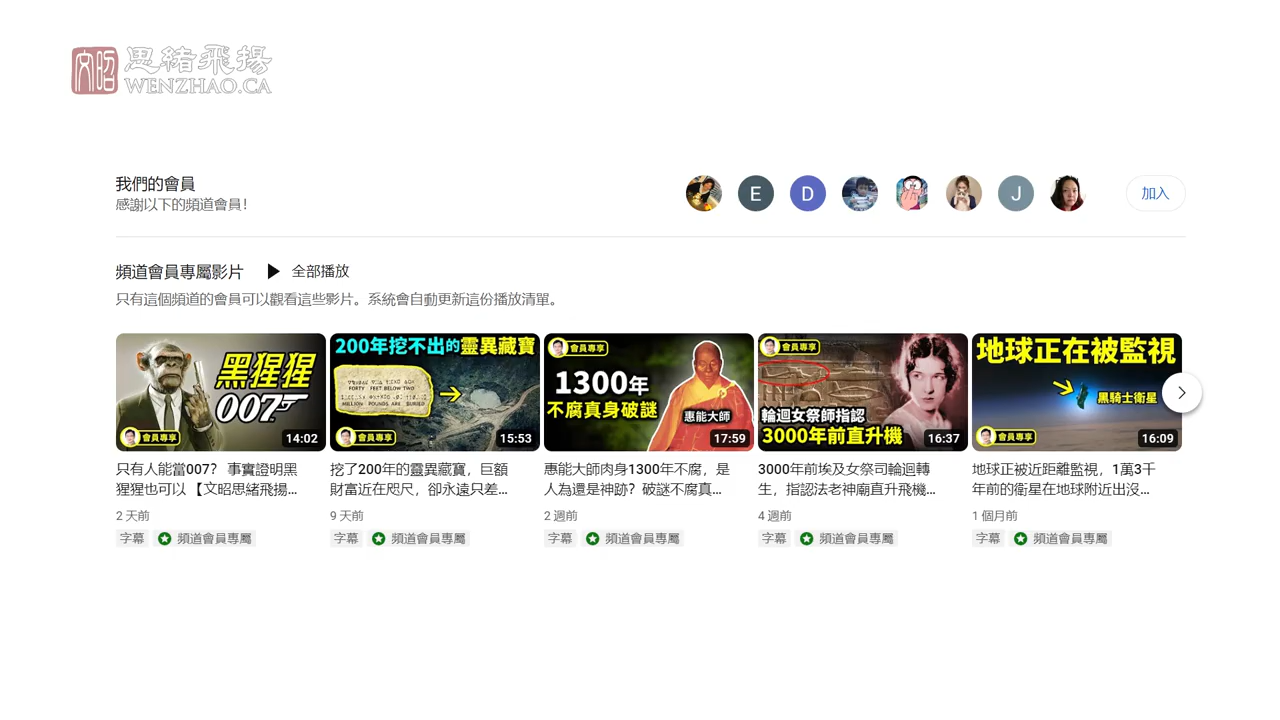 文昭
思緒飛揚
WENZHAO.CA
我們的會員
感謝以下的頻道會員！
E
D
J
加入
頻道會員專屬影片
全部播放
只有這個頻道的會員可以觀看這些影片。系統會自動更新這份播放清單。
黑猩猩
007
會員專享
14:02
200年挖不出的靈異藏寶
FORTY FEET BELOW TWO
MILLION POUNDS ARE BURIED
會員專享
15:53
會員專享
1300年
不腐真身破謎
惠能大師
17:59
會員專享
輪迴女祭師指認
3000年前直升機
16:37
地球正在被監視
黑騎士衛星
會員專享
16:09
只有人能當007？ 事實證明黑
猩猩也可以 【文昭思緒飛揚...
2 天前
字幕
頻道會員專屬
挖了200年的靈異藏寶，巨額
財富近在咫尺，卻永遠只差...
9 天前
字幕
頻道會員專屬
惠能大師肉身1300年不腐，是
人為還是神跡？破謎不腐真...
2 週前
字幕
頻道會員專屬
3000年前埃及女祭司輪迴轉
生，指認法老神廟直升飛機...
4 週前
字幕
頻道會員專屬
地球正被近距離監視，1萬3千
年前的衛星在地球附近出沒...
1 個月前
字幕
頻道會員專屬